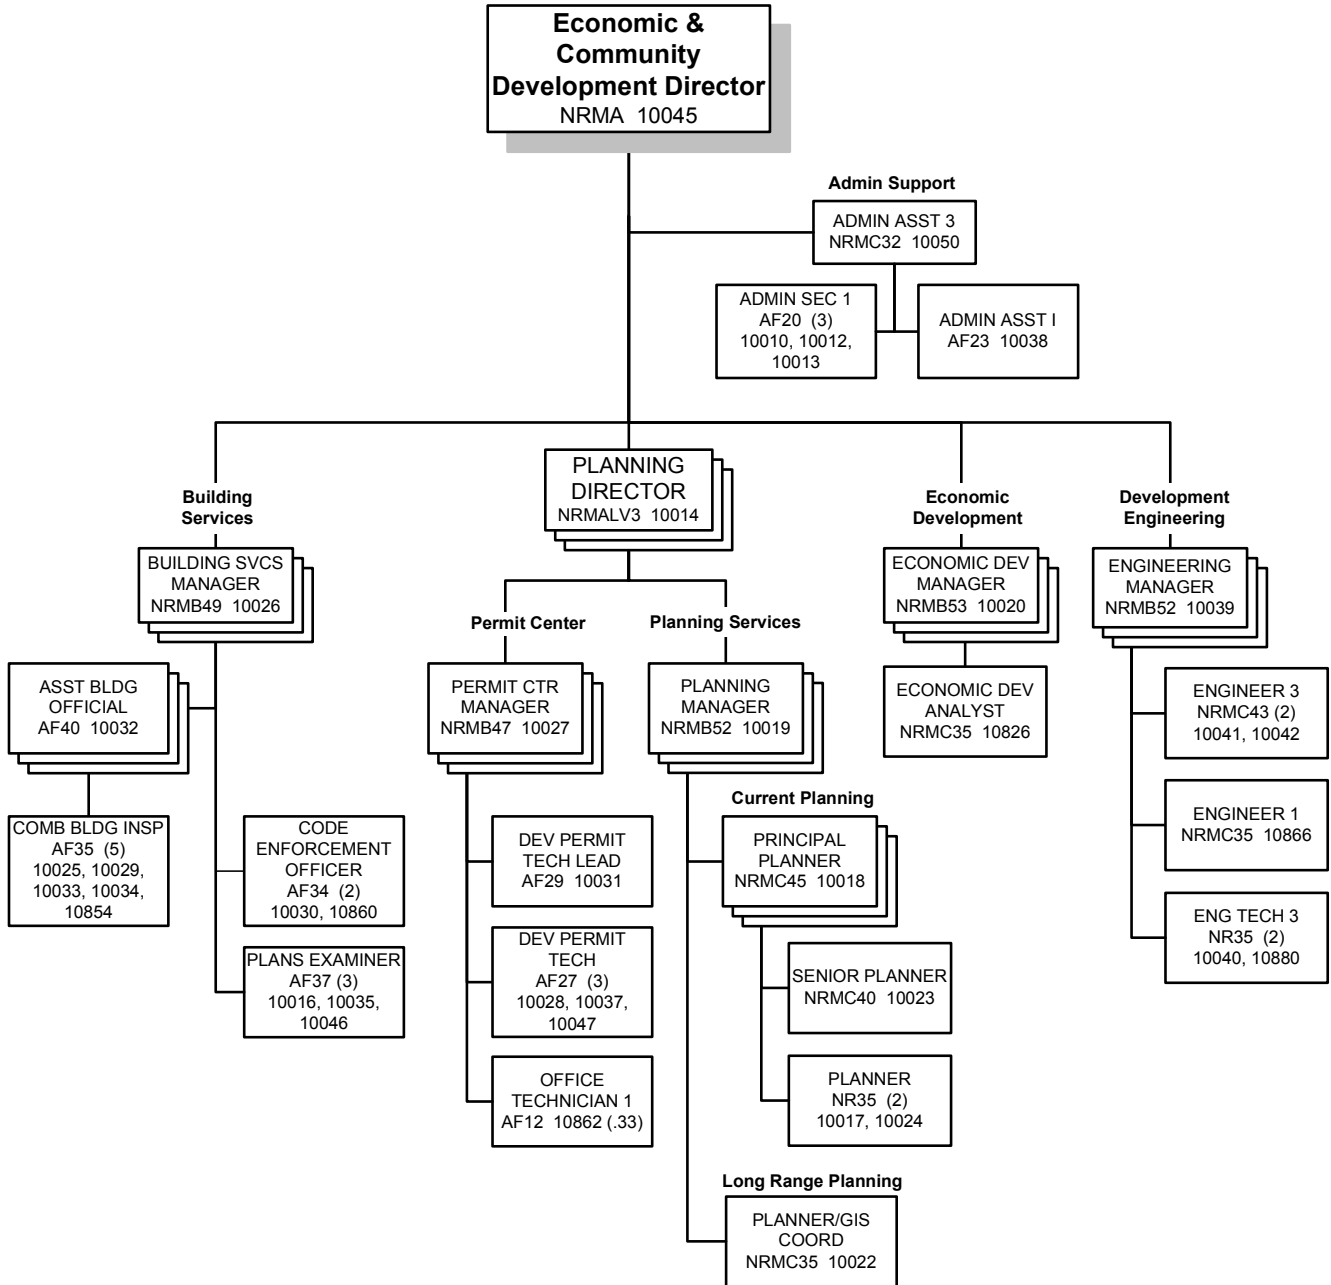 Economic &
Community
Development Director
NRMA 10045
Admin Support
ADMIN ASST 3
NRMC32 10050
ADMIN SEC 1
AF20 (3)
10010, 10012,
10013
ADMIN ASST I
AF23 10038
Building
Services
BUILDING SVCS
MANAGER
NRMB49 10026
ASST BLDG
OFFICIAL
AF40 10032
COMB BLDG INSP
AF35 (5)
10025, 10029,
10033, 10034,
10854
CODE
ENFORCEMENT
OFFICER
AF34 (2)
10030, 10860
PLANS EXAMINER
AF37 (3)
10016, 10035,
10046
PLANNING
DIRECTOR
NRMALV3 10014
Permit Center
PERMIT CTR
MANAGER
NRMB47 10027
DEV PERMIT
TECH LEAD
AF29 10031
DEV PERMIT
TECH
AF27 (3)
10028, 10037,
10047
OFFICE
TECHNICIAN 1
AF12 10862 (.33)
Planning Services
PLANNING
MANAGER
NRMB52 10019
Current Planning
PRINCIPAL
PLANNER
NRMC45 10018
SENIOR PLANNER
NRMC40 10023
PLANNER
NR35 (2)
10017, 10024
Long Range Planning
PLANNER/GIS
COORD
NRMC35 10022
Economic
Development
ECONOMIC DEV
MANAGER
NRMB53 10020
ECONOMIC DEV
ANALYST
NRMC35 10826
Development
Engineering
ENGINEERING
MANAGER
NRMB52 10039
ENGINEER 3
NRMC43 (2)
10041, 10042
ENGINEER 1
NRMC35 10866
ENG TECH 3
NR35 (2)
10040, 10880